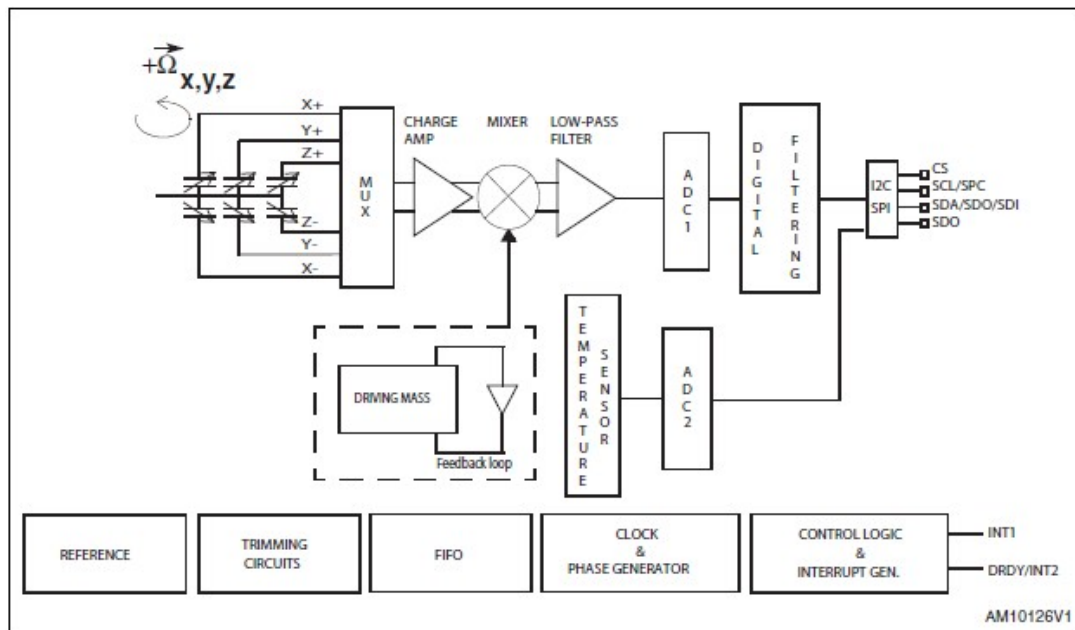 +Ω x,y,z
X+
Y+
Z+
Z-
Y-
X-
MUX
CHARGE
AMP
MIXER
LOW-PASS
FILTER
ADC1
DIGITAL
FILTERING
I2C
SPI
CS
SCL/SPC
SDA/SDO/SDI
SDO
DRIVING MASS
Feedback loop
TEMPERATURE
SENSOR
ADC2
REFERENCE
TRIMMING
CIRCUITS
FIFO
CLOCK
&
PHASE GENERATOR
CONTROL LOGIC
&
INTERRUPT GEN.
INT1
DRDY/INT2
AM10126V1